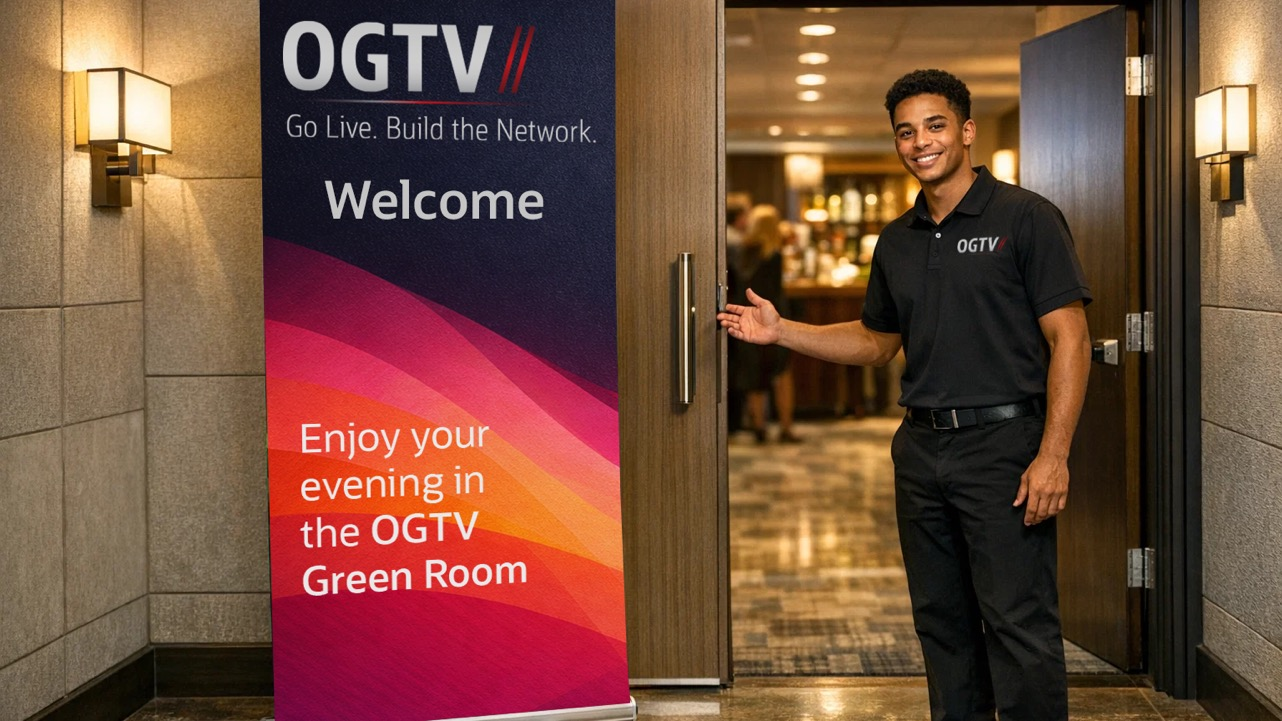 OGTV//
Go Live. Build the Network.
Welcome
Enjoy your
evening in
the OGTV
Green Room
OGTV//